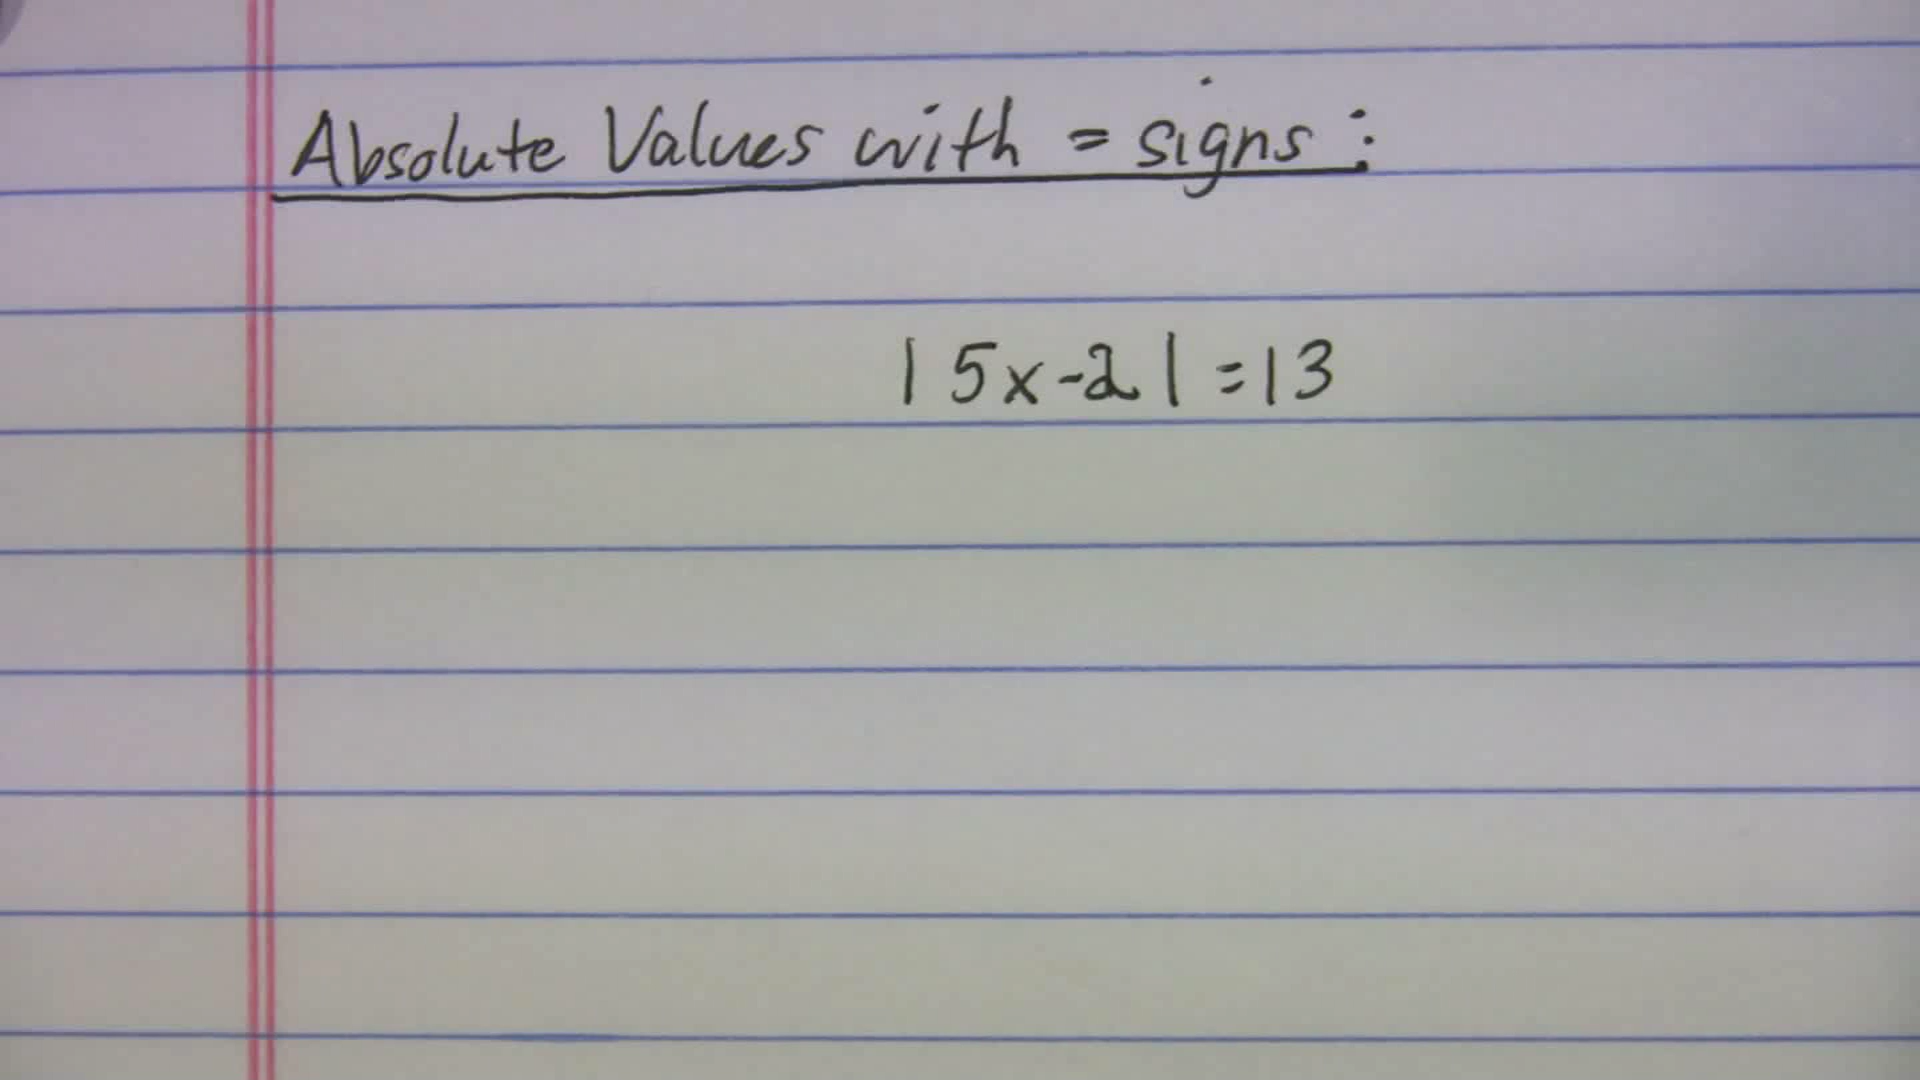 Absolute Values with = signs:
| 5x-2 | = 13